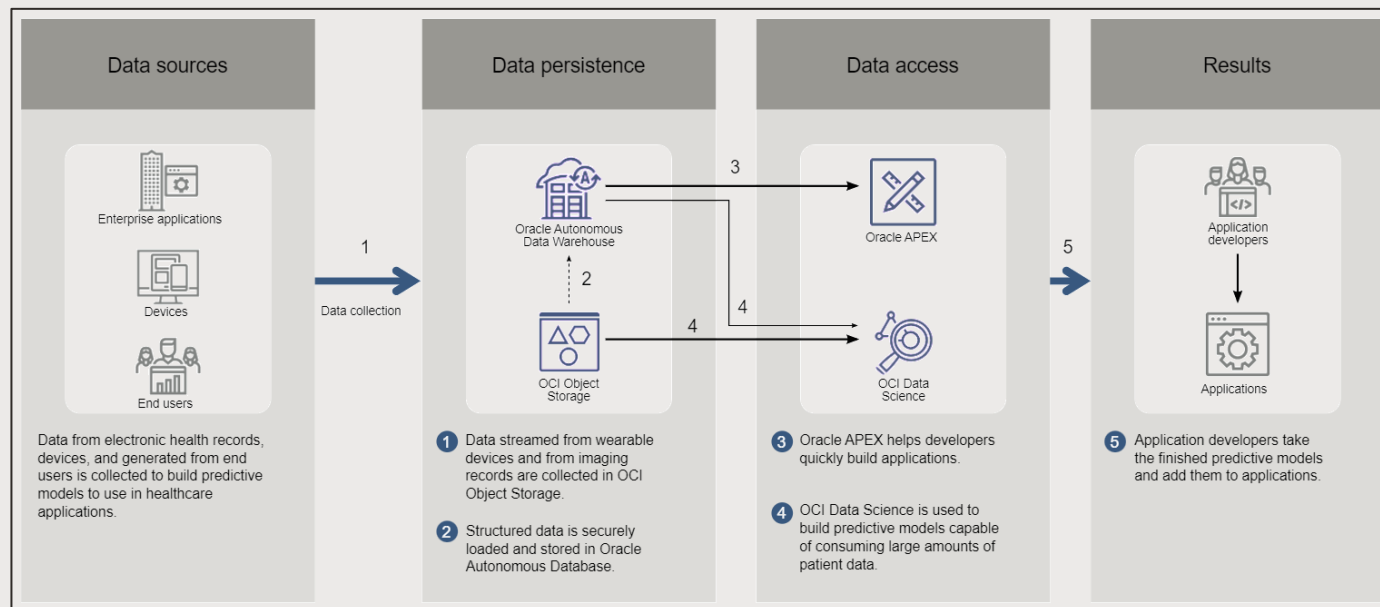 Data sources
Enterprise applications
Devices
End users
Data from electronic health records,
devices, and generated from end
users is collected to build predictive
models to use in healthcare
applications.
1
Data collection
Data persistence
Oracle Autonomous
Data Warehouse
2
OCI Object
Storage
1 Data streamed from wearable
devices and from imaging
records are collected in OCI
Object Storage.
2 Structured data is securely
loaded and stored in Oracle
Autonomous Database.
3
4
4
Data access
Oracle APEX
OCI Data
Science
3 Oracle APEX helps developers
quickly build applications.
4 OCI Data Science is used to
build predictive models capable
of consuming large amounts of
patient data.
5
Results
</>
Application
developers
Applications
5 Application developers take
the finished predictive models
and add them to applications.
A